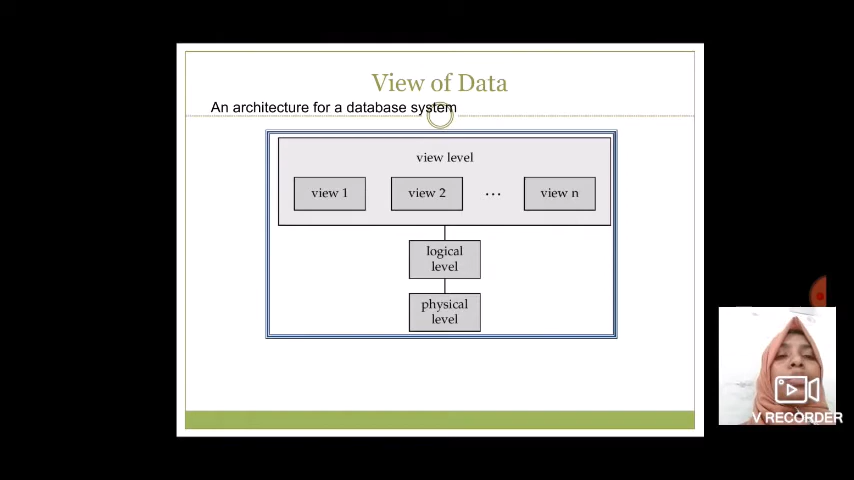 View of Data
An architecture for a database system
view level
view 1
view 2
...
view n
logical
level
physical
level
V RECORDER